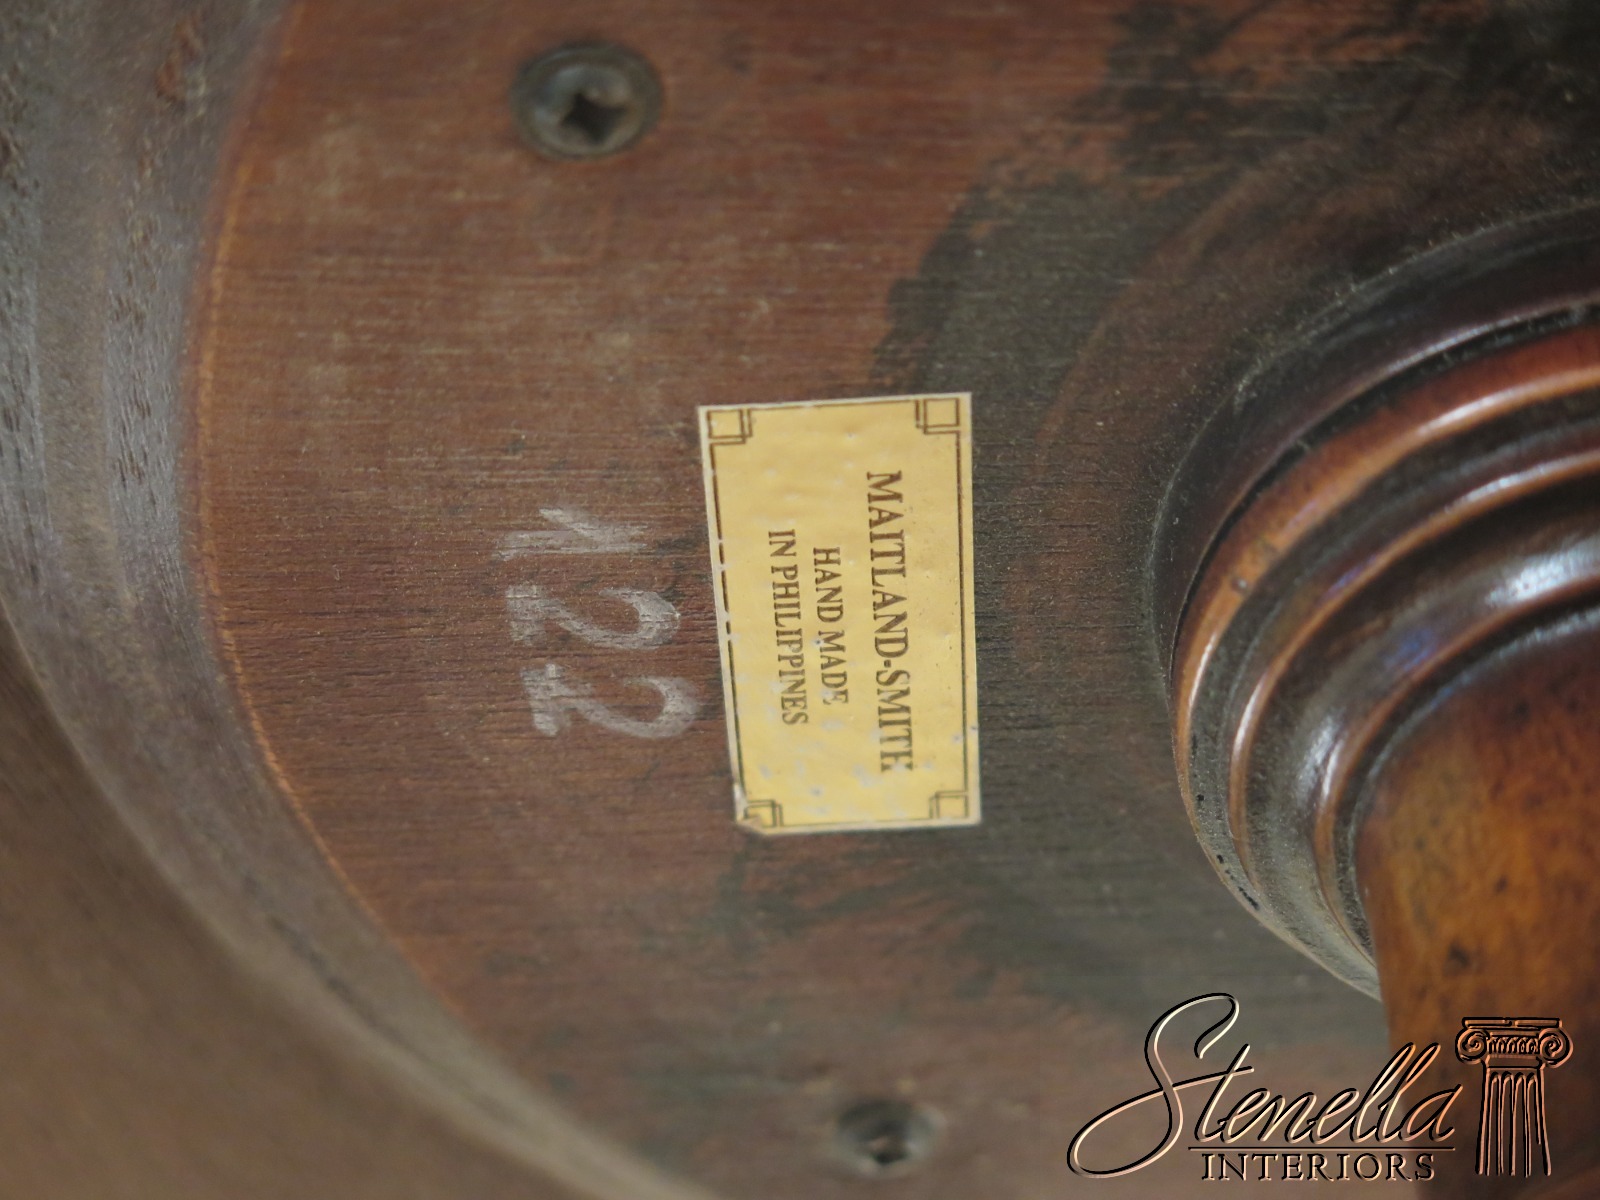 MAITLAND-SMITH
HAND MADE
IN PHILIPPINES
122
Stenella
INTERIORS